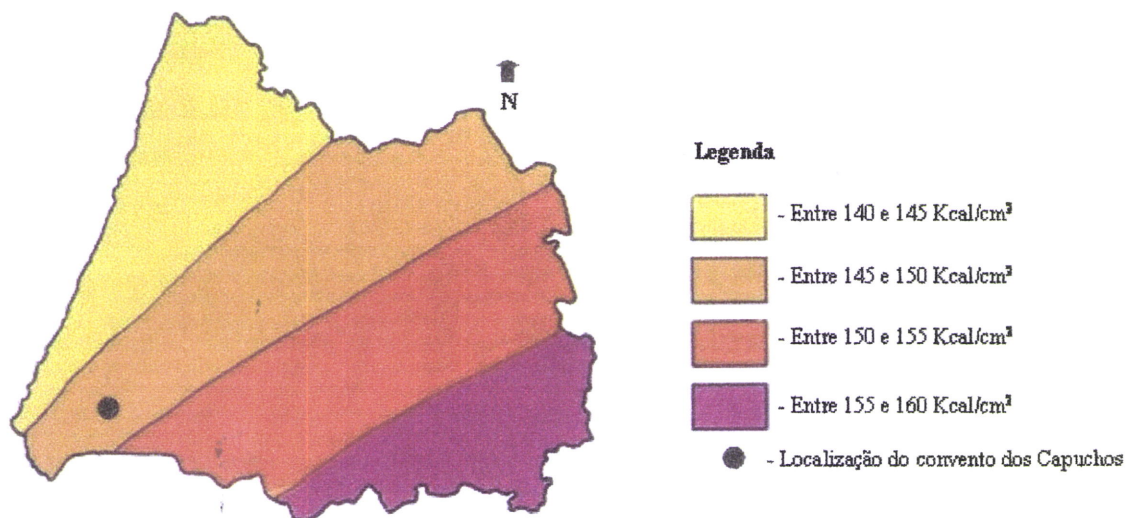 N
Legenda
- Entre 140 e 145 Kcal/cm²
- Entre 145 e 150 Kcal/cm²
- Entre 150 e 155 Kcal/cm²
- Entre 155 e 160 Kcal/cm²
- Localização do convento dos Capuchos